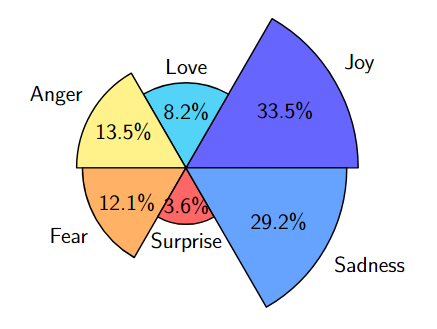 Love
Joy
Anger
8.2%
33.5%
13.5%
12.1%
3.6%
29.2%
Fear
Surprise
Sadness